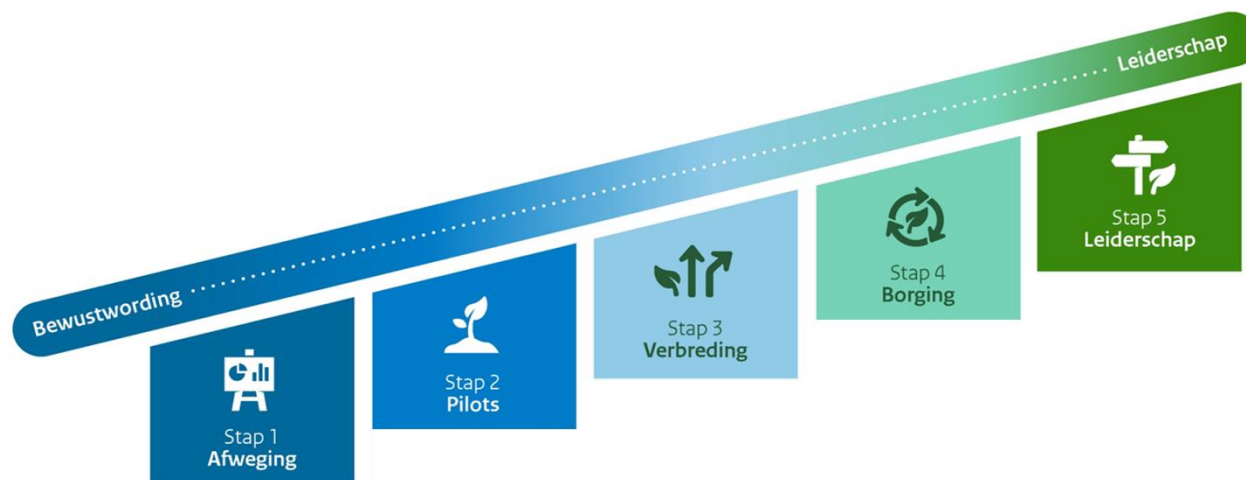 Bewustwording
Leiderschap
Stap 1
Afweging
Stap 2
Pilots
Stap 3
Verbreding
Stap 4
Borging
Stap 5
Leiderschap